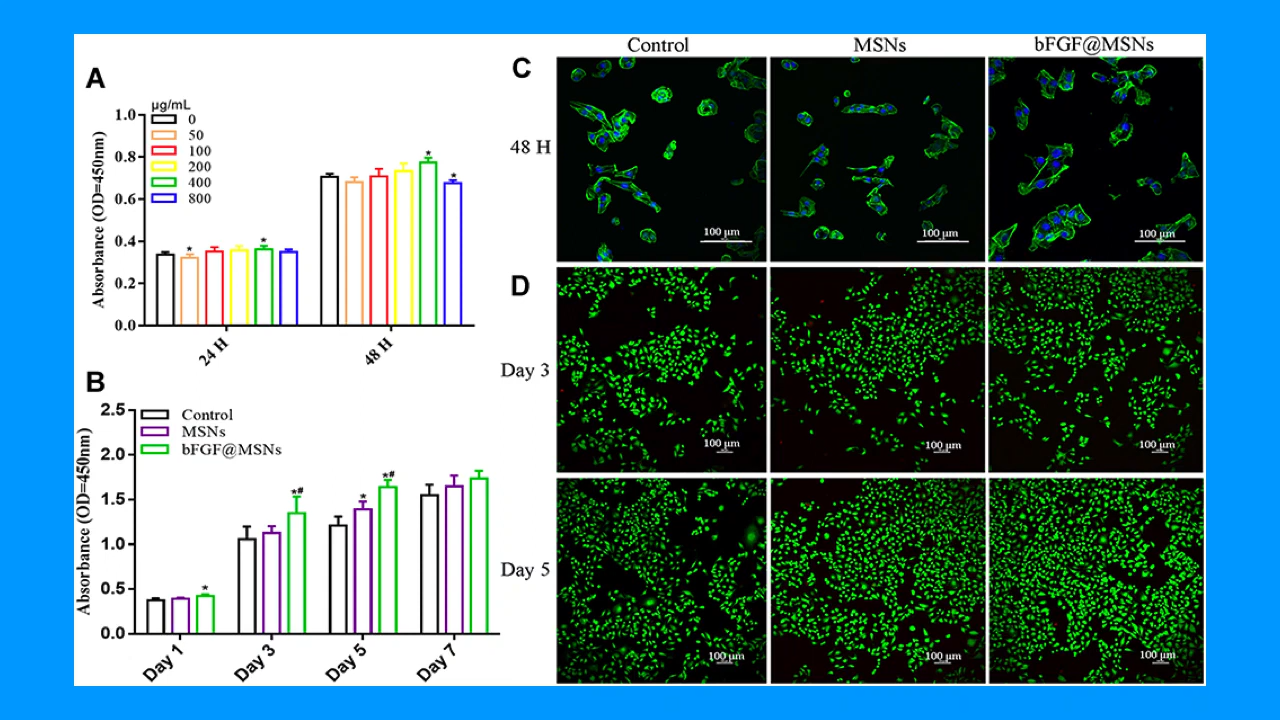 A
µg/mL
0
50
100
200
400
800
Absorbance (OD=450nm)
1.0
0.8
0.6
0.4
0.2
0.0
*
*
*
*
24 H
48 H
B
Control
MSNs
bFGF@MSNs
Absorbance (OD=450nm)
2.5
2.0
1.5
1.0
0.5
0.0
*
*#
*
*#
Day 1
Day 3
Day 5
Day 7
Control
MSNs
bFGF@MSNs
C
48 H
100 µm
100 µm
100 µm
D
Day 3
100 µm
100 µm
100 µm
Day 5
100 µm
100 µm
100 µm